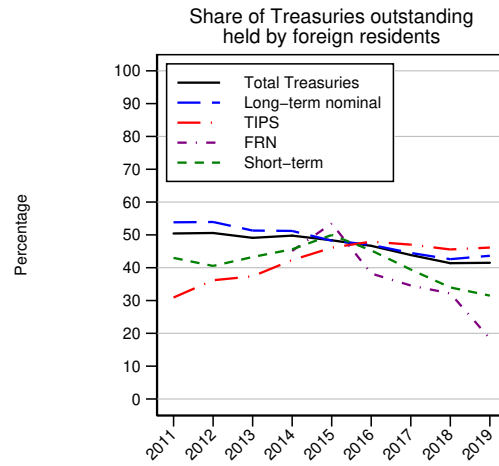 Share of Treasuries outstanding
held by foreign residents
Percentage
100
90
80
70
60
50
40
30
20
10
0
Total Treasuries
Long−term nominal
TIPS
FRN
Short−term
2011
2012
2013
2014
2015
2016
2017
2018
2019